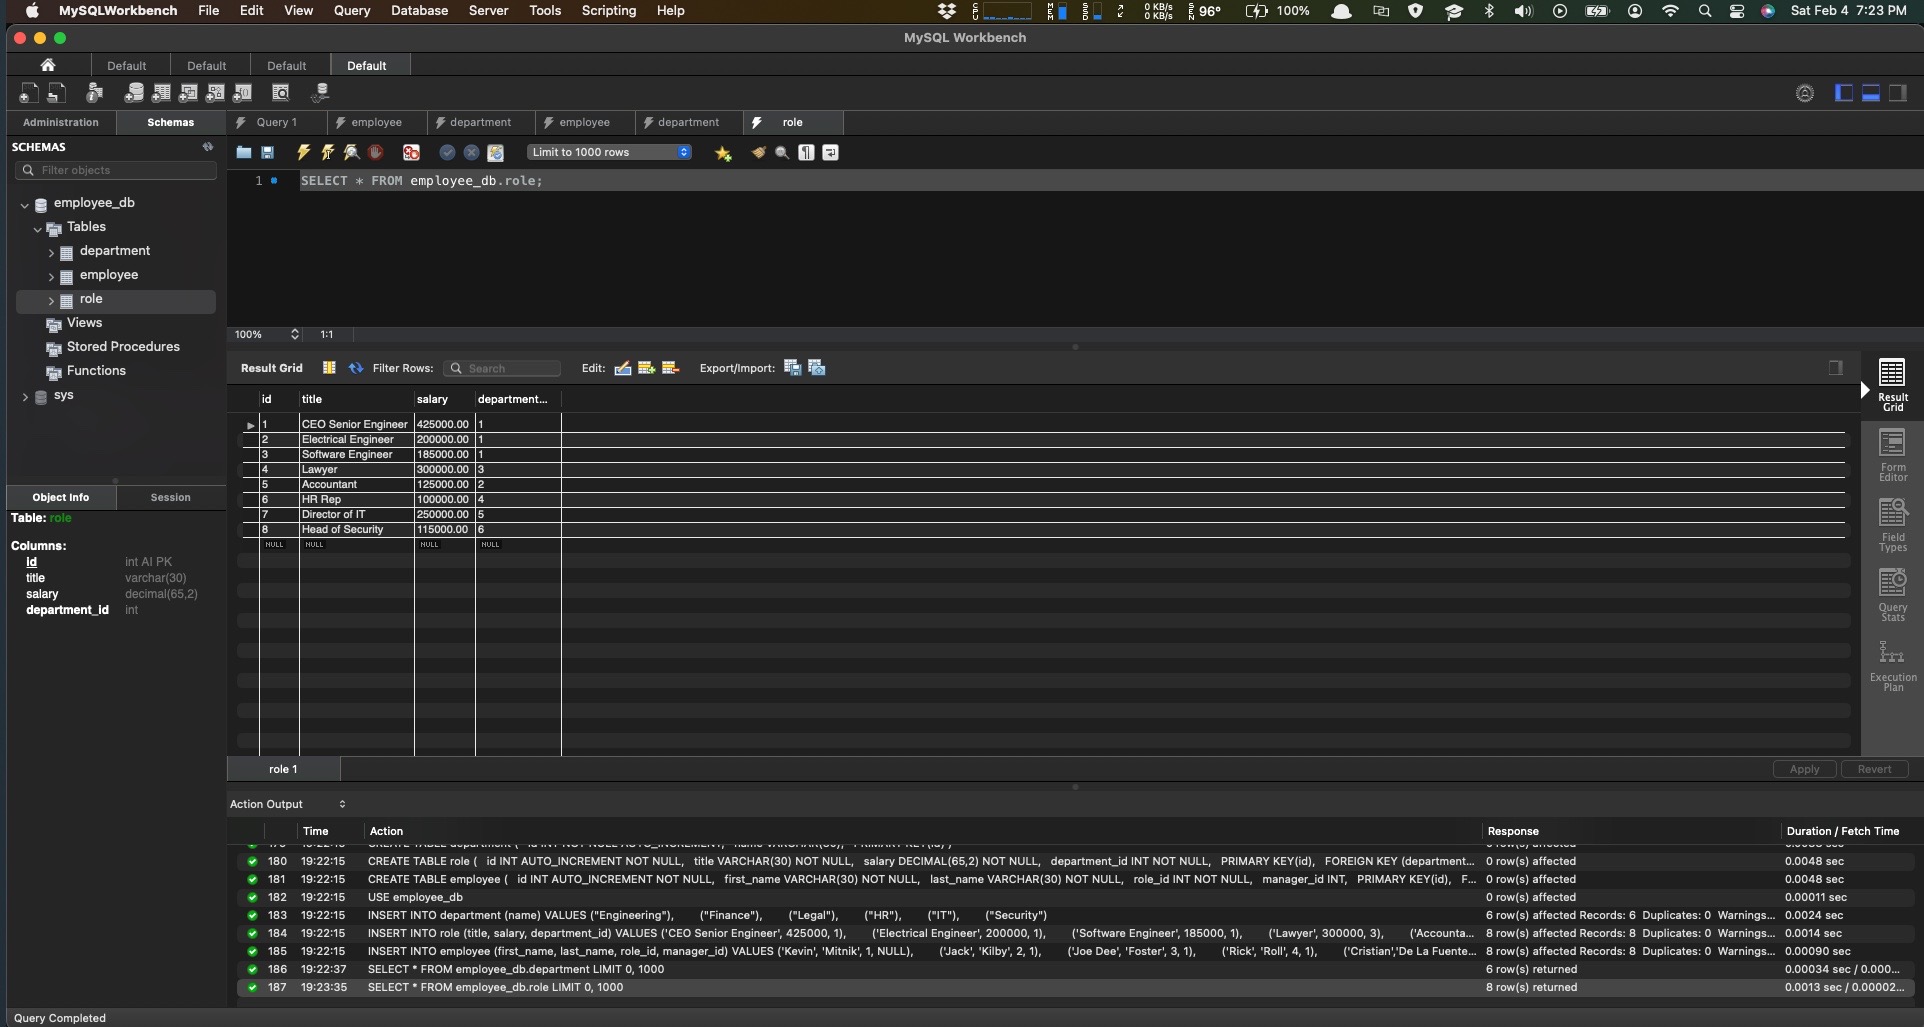 MySQLWorkbench File Edit View Query Database Server Tools Scripting Help 0 KB/s 0 KB/s 96° 100% Sat Feb 4 7:23 PM
MySQL Workbench
Default Default Default Default
Administration Schemas Query 1 employee department employee department role
SCHEMAS
Filter objects
Limit to 1000 rows
1 SELECT * FROM employee_db.role;
employee_db
Tables
department
employee
role
Views
Stored Procedures
Functions
sys
100% 1:1
Result Grid Filter Rows: Search Edit: Export/Import:
id title salary department...
1 CEO Senior Engineer 425000.00 1
2 Electrical Engineer 200000.00 1
3 Software Engineer 185000.00 1
4 Lawyer 300000.00 3
5 Accountant 125000.00 2
6 HR Rep 100000.00 4
7 Director of IT 250000.00 5
8 Head of Security 115000.00 6
NULL NULL NULL NULL
Result Grid
Form Editor
Field Types
Query Stats
Execution Plan
Object Info Session
Table: role
Columns:
id int AI PK
title varchar(30)
salary decimal(65,2)
department_id int
role 1 Apply Revert
Action Output
Time Action Response Duration / Fetch Time
180 19:22:15 CREATE TABLE role ( id INT AUTO_INCREMENT NOT NULL, title VARCHAR(30) NOT NULL, salary DECIMAL(65,2) NOT NULL, department_id INT NOT NULL, PRIMARY KEY(id), FOREIGN KEY (department... 0 row(s) affected 0.0048 sec
181 19:22:15 CREATE TABLE employee ( id INT AUTO_INCREMENT NOT NULL, first_name VARCHAR(30) NOT NULL, last_name VARCHAR(30) NOT NULL, role_id INT NOT NULL, manager_id INT, PRIMARY KEY(id), F... 0 row(s) affected 0.0048 sec
182 19:22:15 USE employee_db 0 row(s) affected 0.00011 sec
183 19:22:15 INSERT INTO department (name) VALUES ("Engineering"), ("Finance"), ("Legal"), ("HR"), ("IT"), ("Security") 6 row(s) affected Records: 6 Duplicates: 0 Warnings... 0.0024 sec
184 19:22:15 INSERT INTO role (title, salary, department_id) VALUES ('CEO Senior Engineer', 425000, 1), ('Electrical Engineer', 200000, 1), ('Software Engineer', 185000, 1), ('Lawyer', 300000, 3), ('Accounta... 8 row(s) affected Records: 8 Duplicates: 0 Warnings... 0.0014 sec
185 19:22:15 INSERT INTO employee (first_name, last_name, role_id, manager_id) VALUES ('Kevin', 'Mitnik', 1, NULL), ('Jack', 'Kilby', 2, 1), ('Joe Dee', 'Foster', 3, 1), ('Rick', 'Roll', 4, 1), ('Cristian','De La Fuente... 8 row(s) affected Records: 8 Duplicates: 0 Warnings... 0.00090 sec
186 19:22:37 SELECT * FROM employee_db.department LIMIT 0, 1000 6 row(s) returned 0.00034 sec / 0.000...
187 19:23:35 SELECT * FROM employee_db.role LIMIT 0, 1000 8 row(s) returned 0.0013 sec / 0.00002...
Query Completed